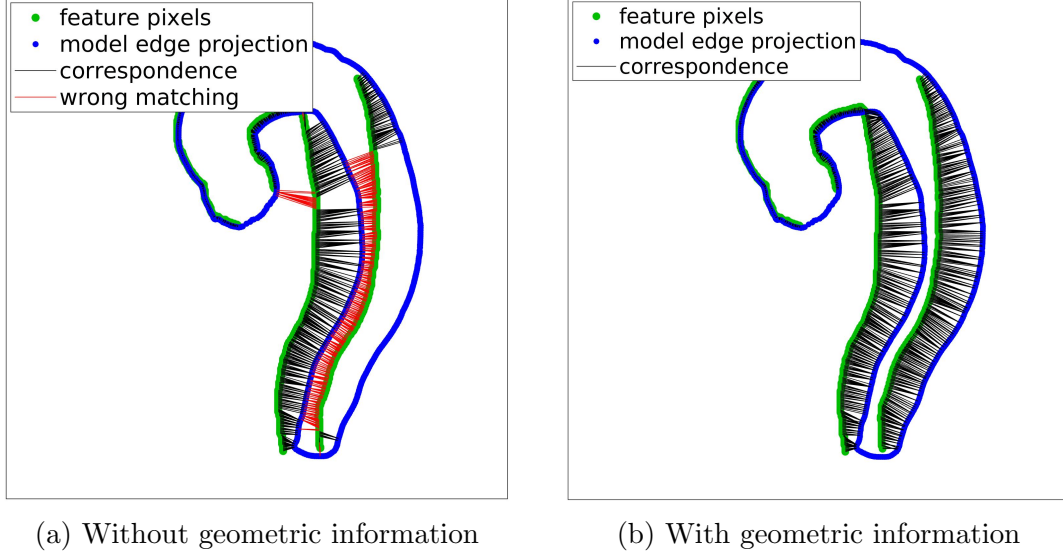 feature pixels
model edge projection
correspondence
wrong matching
feature pixels
model edge projection
correspondence
(a) Without geometric information
(b) With geometric information